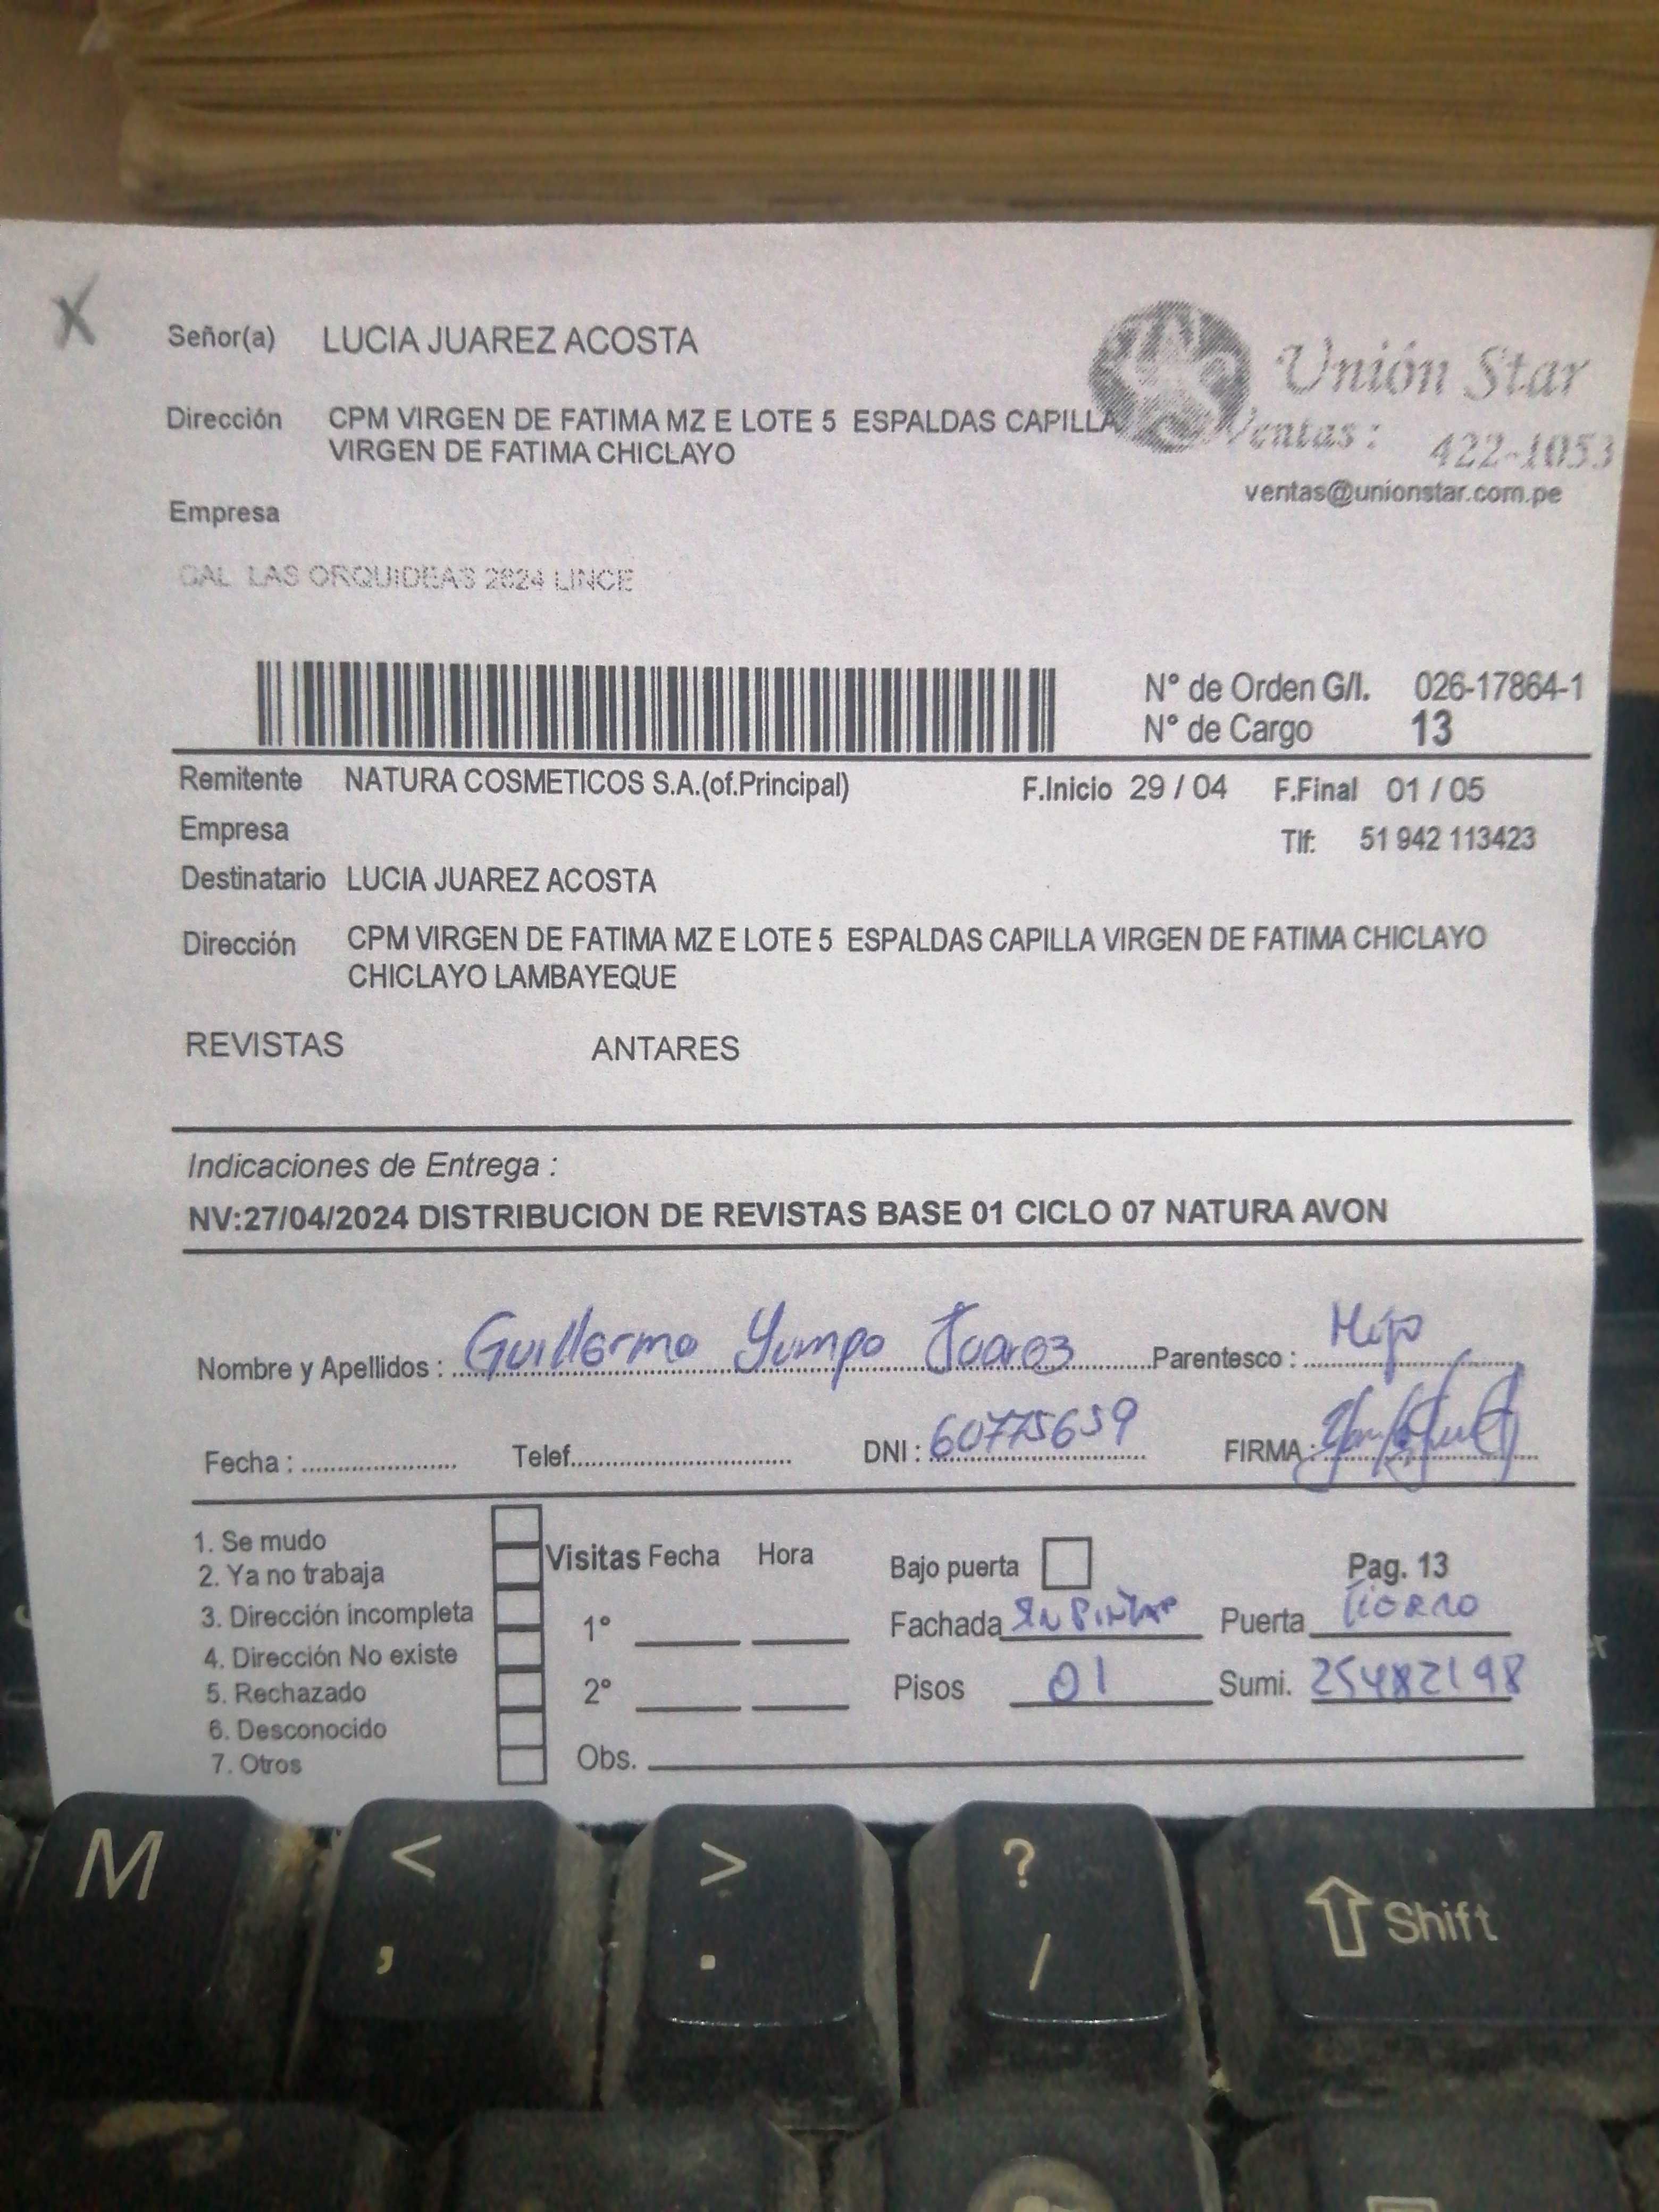 X
Señor(a) LUCIA JUAREZ ACOSTA
Unión Star
Dirección CPM VIRGEN DE FATIMA MZ E LOTE 5 ESPALDAS CAPILLA
VIRGEN DE FATIMA CHICLAYO
Ventas: 422-1053
ventas@unionstar.com.pe
Empresa
CAL LAS ORQUIDEAS 2624 LINCE
N° de Orden G/I. 026-17864-1
N° de Cargo 13
Remitente NATURA COSMETICOS S.A.(of.Principal) F.Inicio 29 / 04 F.Final 01 / 05
Empresa Tlf: 51 942 113423
Destinatario LUCIA JUAREZ ACOSTA
Dirección CPM VIRGEN DE FATIMA MZ E LOTE 5 ESPALDAS CAPILLA VIRGEN DE FATIMA CHICLAYO
CHICLAYO LAMBAYEQUE
REVISTAS ANTARES
Indicaciones de Entrega :
NV:27/04/2024 DISTRIBUCION DE REVISTAS BASE 01 CICLO 07 NATURA AVON
Nombre y Apellidos : Guillermo Yumpo Juarez Parentesco : Hijo
Fecha : Telef. DNI : 60775659 FIRMA :
1. Se mudo
2. Ya no trabaja
3. Dirección incompleta
4. Dirección No existe
5. Rechazado
6. Desconocido
7. Otros
Visitas Fecha Hora
1°
2°
Obs.
Bajo puerta Pag. 13
Fachada Puerta Fierro
Pisos 01 Sumi. 25482198
M < , > . ? / Shift